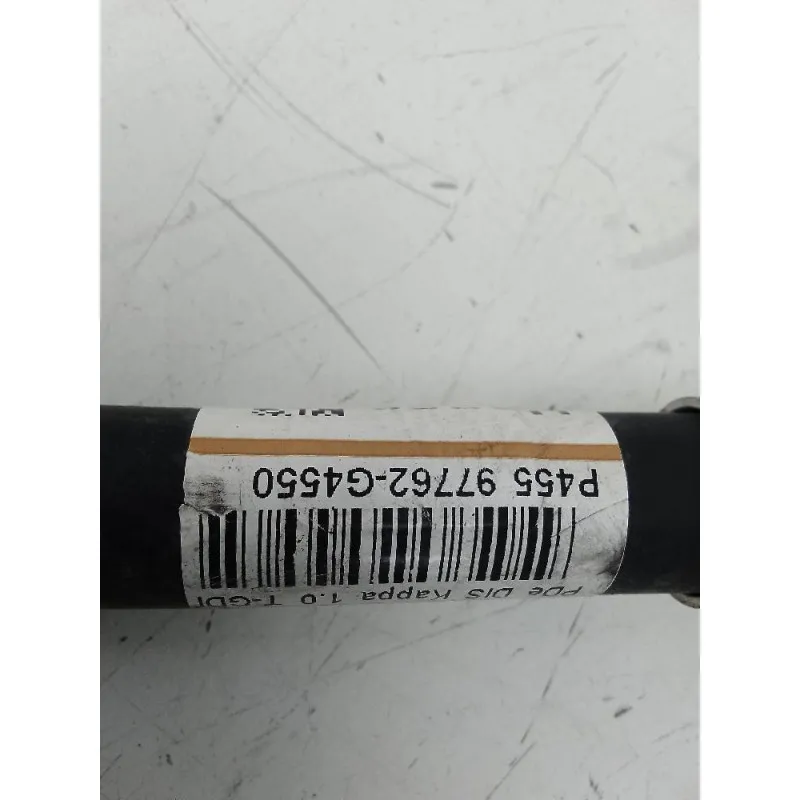 PDe DIS Kappa 1.0 T-GDI
P455 97762-G4550